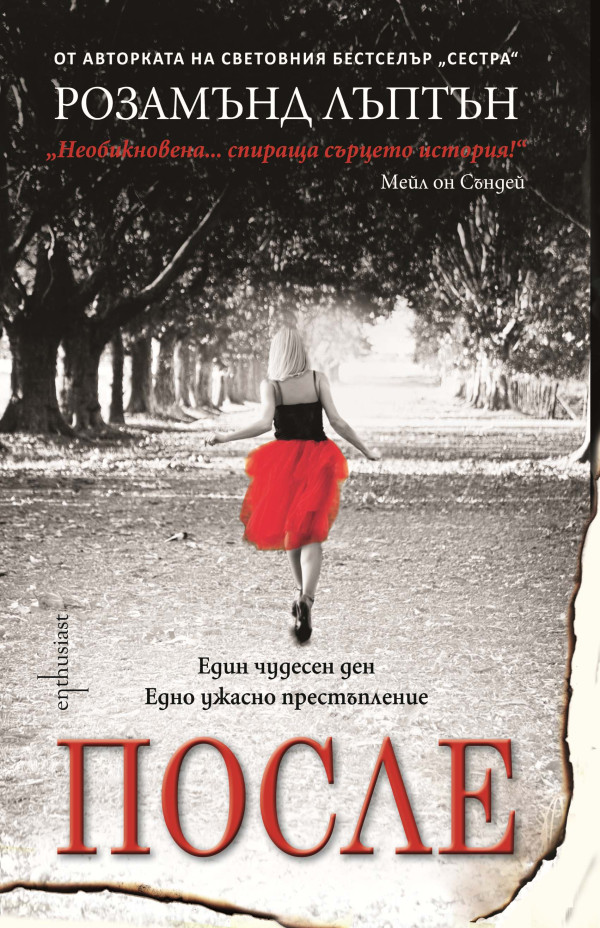 ОТ АВТОРКАТА НА СВЕТОВНИЯ БЕСТСЕЛЪР „СЕСТРА“
РОЗАМЪНД ЛЪПТЪН
„Необикновена... спираща сърцето история!“
Мейл он Съндей
enthusiast
Един чудесен ден
Едно ужасно престъпление
ПОСЛЕ